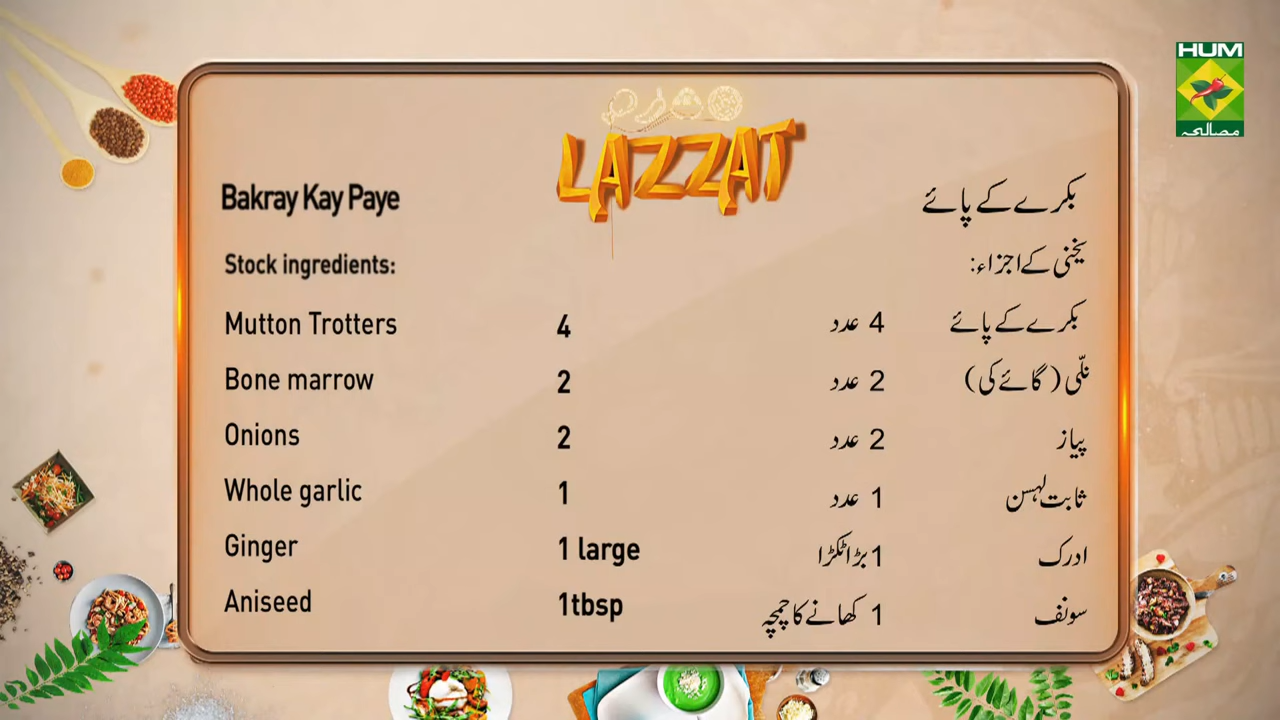 HUM
مصالحہ
LAZZAT
Bakray Kay Paye بکرے کے پائے
Stock ingredients: یخنی کے اجزاء:
Mutton Trotters 4 4 عدد بکرے کے پائے
Bone marrow 2 2 عدد نلّی (گائے کی)
Onions 2 2 عدد پیاز
Whole garlic 1 1 عدد ثابت لہسن
Ginger 1 large 1 بڑا ٹکڑا ادرک
Aniseed 1tbsp 1 کھانے کا چمچہ سونف